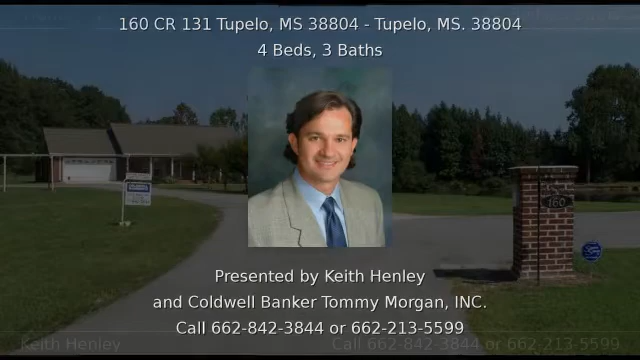 160 CR 131 Tupelo, MS 38804 - Tupelo, MS. 38804
4 Beds, 3 Baths
160
Presented by Keith Henley
and Coldwell Banker Tommy Morgan, INC.
Call 662-842-3844 or 662-213-5599
Keith Henley
Call 662-842-3844 or 662-213-5599